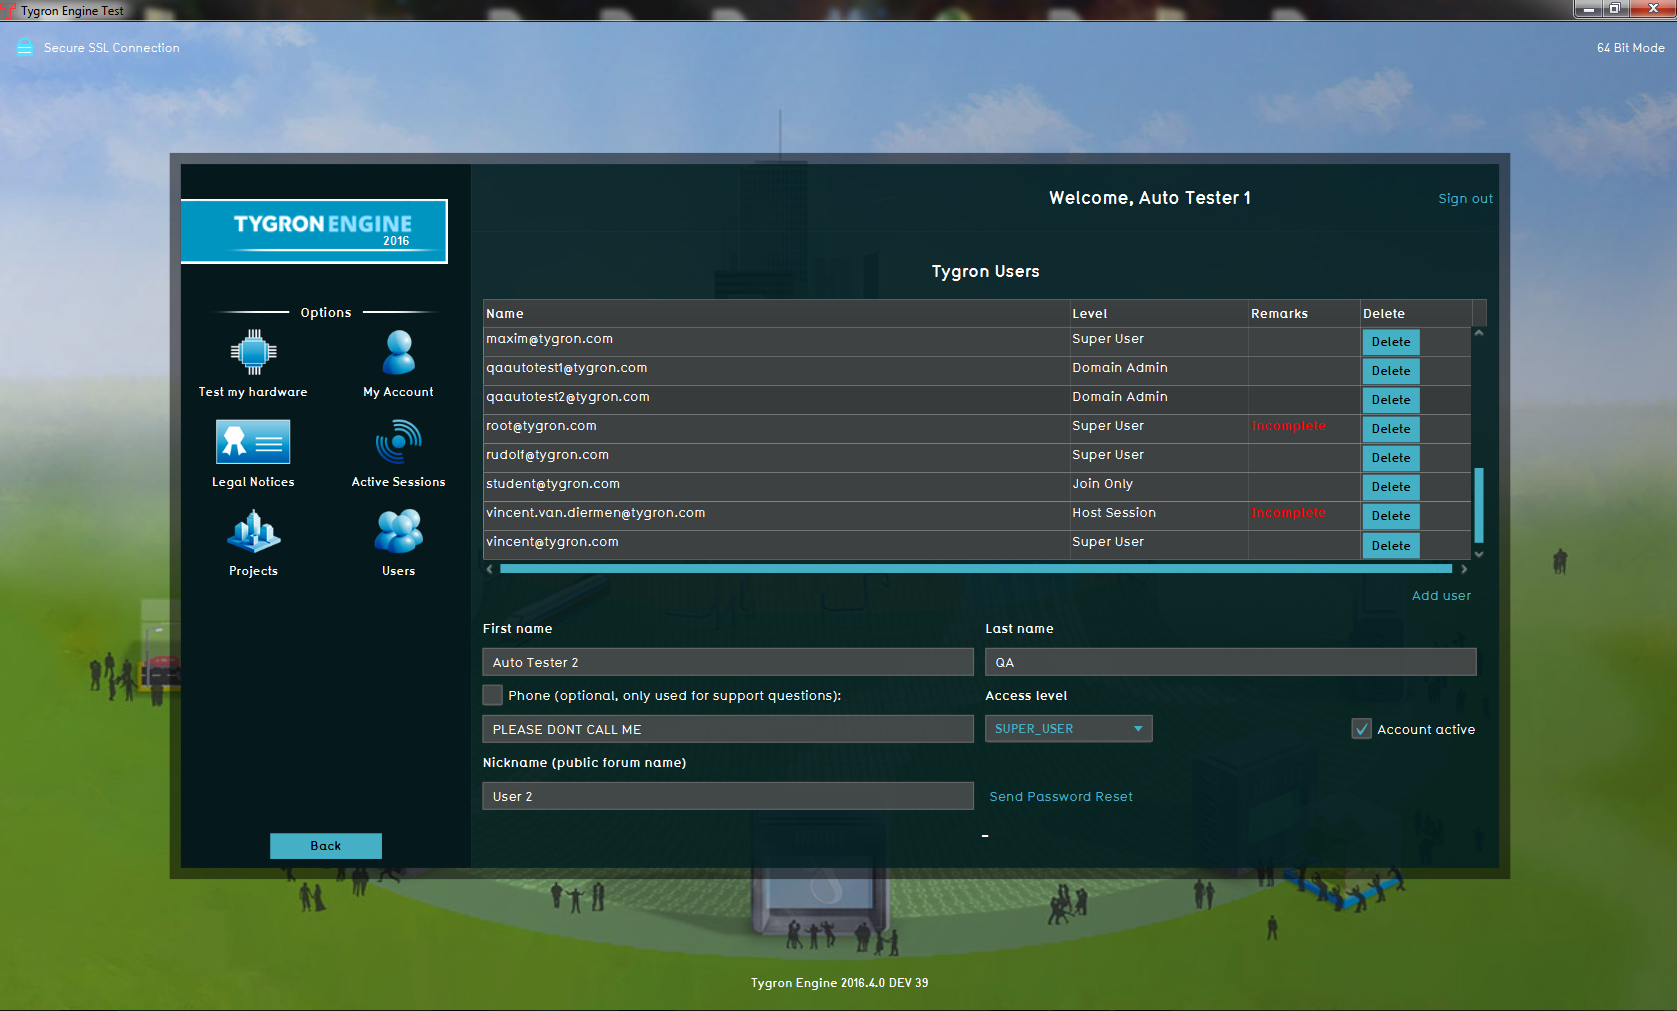 Tygron Engine Test
Secure SSL Connection
64 Bit Mode
TYGRON ENGINE
2016
Welcome, Auto Tester 1
Sign out
Options
Test my hardware
My Account
Legal Notices
Active Sessions
Projects
Users
Back
Tygron Users
Name Level Remarks Delete
maxim@tygron.com Super User Delete
qaautotest1@tygron.com Domain Admin Delete
qaautotest2@tygron.com Domain Admin Delete
root@tygron.com Super User Incomplete Delete
rudolf@tygron.com Super User Delete
student@tygron.com Join Only Delete
vincent.van.diermen@tygron.com Host Session Incomplete Delete
vincent@tygron.com Super User Delete
Add user
First name Last name
Auto Tester 2 QA
Phone (optional, only used for support questions): Access level
PLEASE DONT CALL ME SUPER_USER Account active
Nickname (public forum name)
User 2 Send Password Reset
-
Tygron Engine 2016.4.0 DEV 39